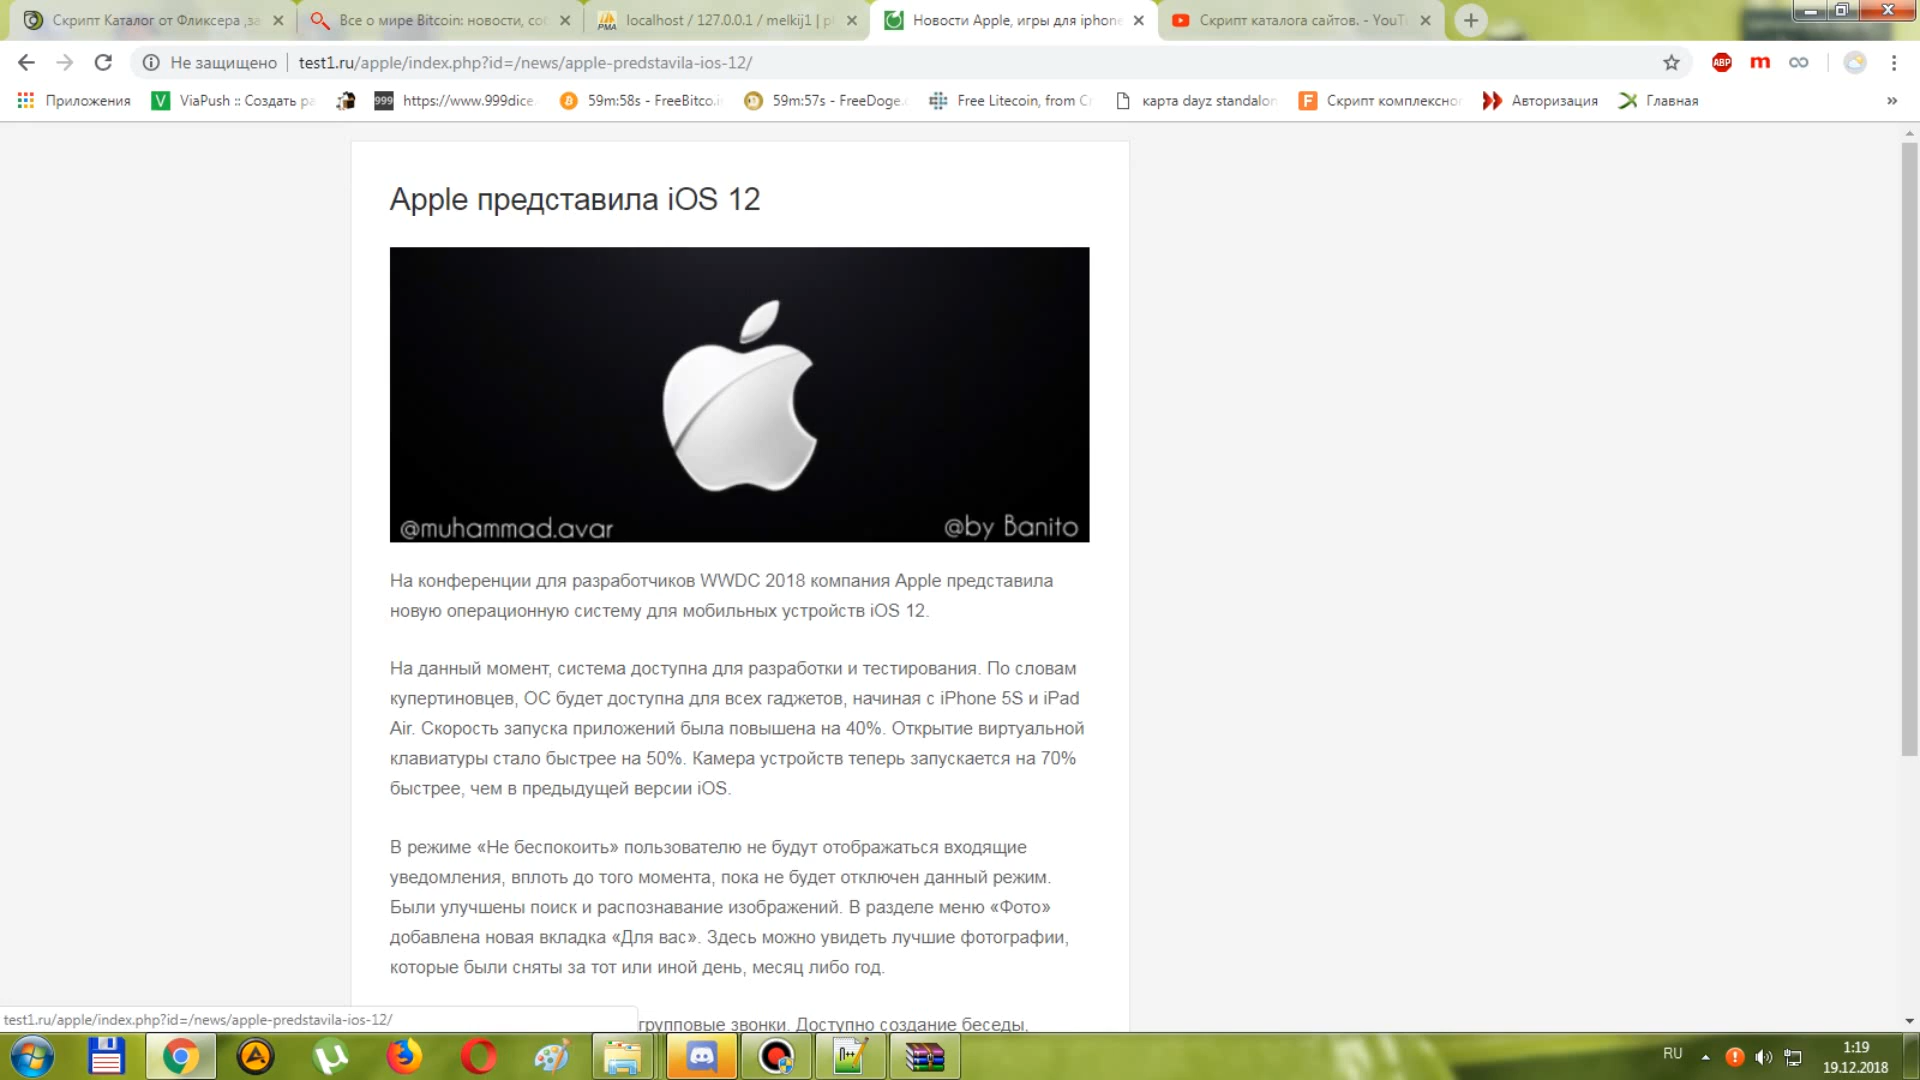 Скрипт Каталог от Фликсера ,за
Все о мире Bitcoin: новости, со
localhost / 127.0.0.1 / melkij1 | p
Новости Apple, игры для iphone
Скрипт каталога сайтов. - YouT
Не защищено
test1.ru/apple/index.php?id=/news/apple-predstavila-ios-12/
ABP
m
Приложения
V
ViaPush :: Создать ра
999
https://www.999dice.
59m:58s - FreeBitco.i
59m:57s - FreeDoge.
Free Litecoin, from C
карта dayz standalon
F
Скрипт комплексног
Авторизация
Главная
»
Apple представила iOS 12
@muhammad.avar
@by Banito
На конференции для разработчиков WWDC 2018 компания Apple представила
новую операционную систему для мобильных устройств iOS 12.
На данный момент, система доступна для разработки и тестирования. По словам
купертиновцев, ОС будет доступна для всех гаджетов, начиная с iPhone 5S и iPad
Air. Скорость запуска приложений была повышена на 40%. Открытие виртуальной
клавиатуры стало быстрее на 50%. Камера устройств теперь запускается на 70%
быстрее, чем в предыдущей версии iOS.
В режиме «Не беспокоить» пользователю не будут отображаться входящие
уведомления, вплоть до того момента, пока не будет отключен данный режим.
Были улучшены поиск и распознавание изображений. В разделе меню «Фото»
добавлена новая вкладка «Для вас». Здесь можно увидеть лучшие фотографии,
которые были сняты за тот или иной день, месяц либо год.
групповые звонки. Доступно создание беседы,
test1.ru/apple/index.php?id=/news/apple-predstavila-ios-12/
RU
1:19
19.12.2018